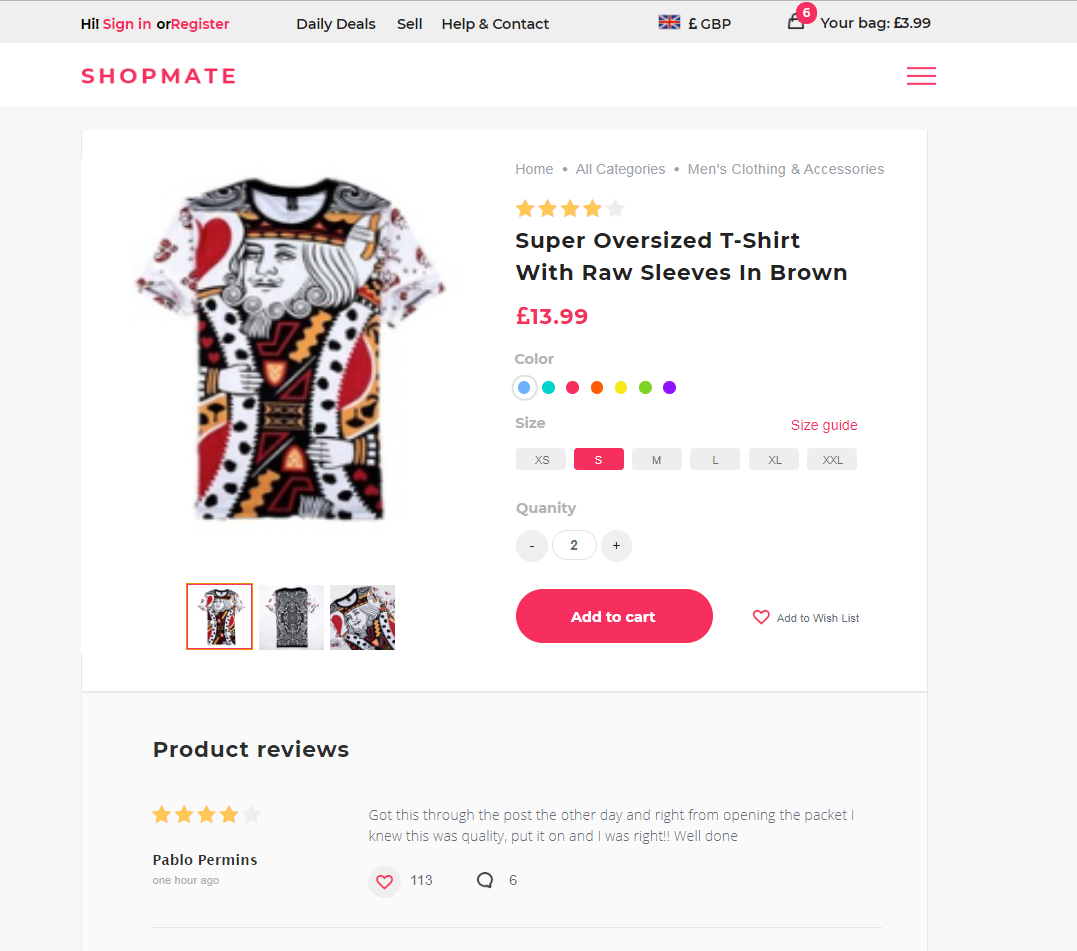 Hi! Sign in orRegister
Daily Deals
Sell
Help & Contact
£ GBP
6
Your bag: £3.99
SHOPMATE
Home • All Categories • Men's Clothing & Accessories
Super Oversized T-Shirt
With Raw Sleeves In Brown
£13.99
Color
Size
Size guide
XS
S
M
L
XL
XXL
Quanity
-
2
+
Add to cart
Add to Wish List
Product reviews
Got this through the post the other day and right from opening the packet I
knew this was quality, put it on and I was right!! Well done
Pablo Permins
one hour ago
113
6